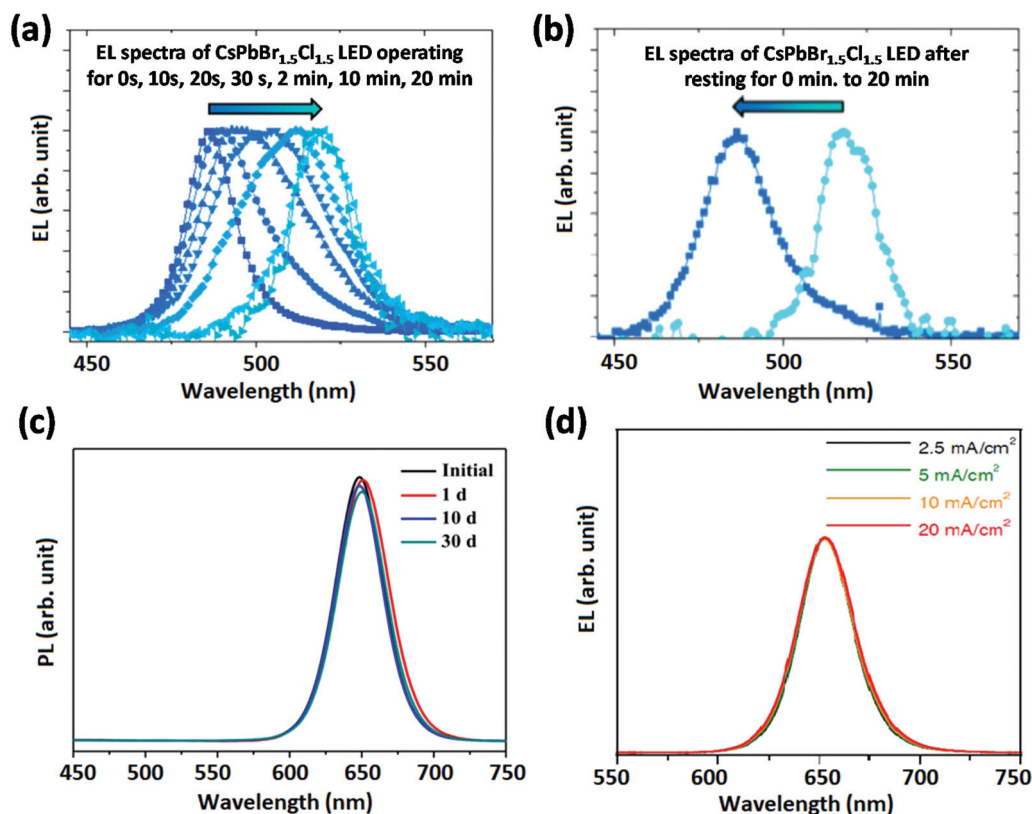 (a)
EL spectra of CsPbBr1.5Cl1.5 LED operating
for 0s, 10s, 20s, 30 s, 2 min, 10 min, 20 min
EL (arb. unit)
450 500 550
Wavelength (nm)
(b)
EL spectra of CsPbBr1.5Cl1.5 LED after
resting for 0 min. to 20 min
EL (arb. unit)
450 500 550
Wavelength (nm)
(c)
Initial
1 d
10 d
30 d
PL (arb. unit)
450 500 550 600 650 700 750
Wavelength (nm)
(d)
2.5 mA/cm²
5 mA/cm²
10 mA/cm²
20 mA/cm²
EL (arb. unit)
550 600 650 700 750
Wavelength (nm)